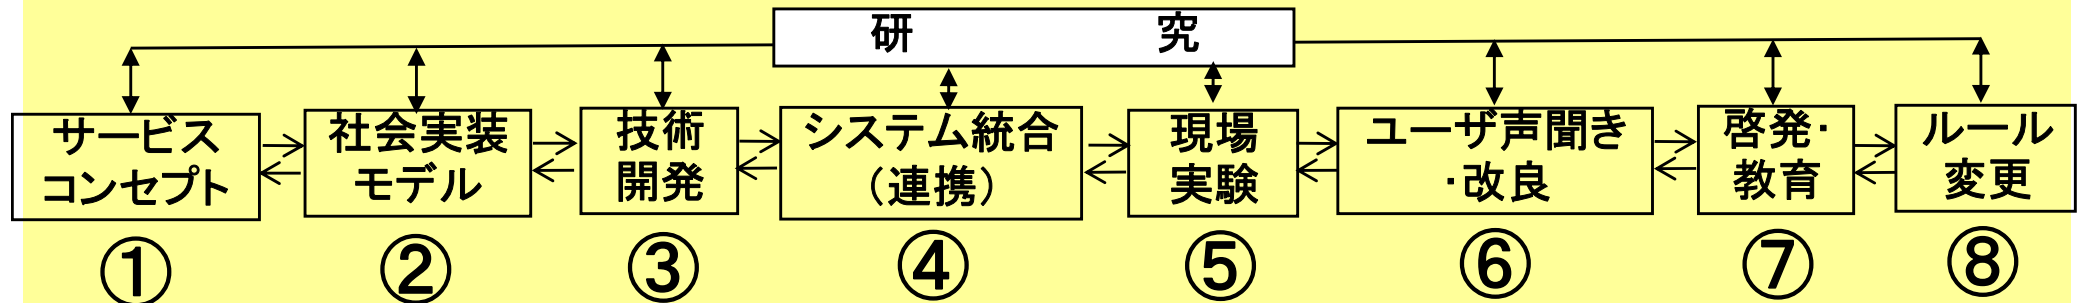 研　究
サービス
コンセプト
社会実装
モデル
技術
開発
システム統合
（連携）
現場
実験
ユーザ声聞き
・改良
啓発・
教育
ルール
変更
①
②
③
④
⑤
⑥
⑦
⑧